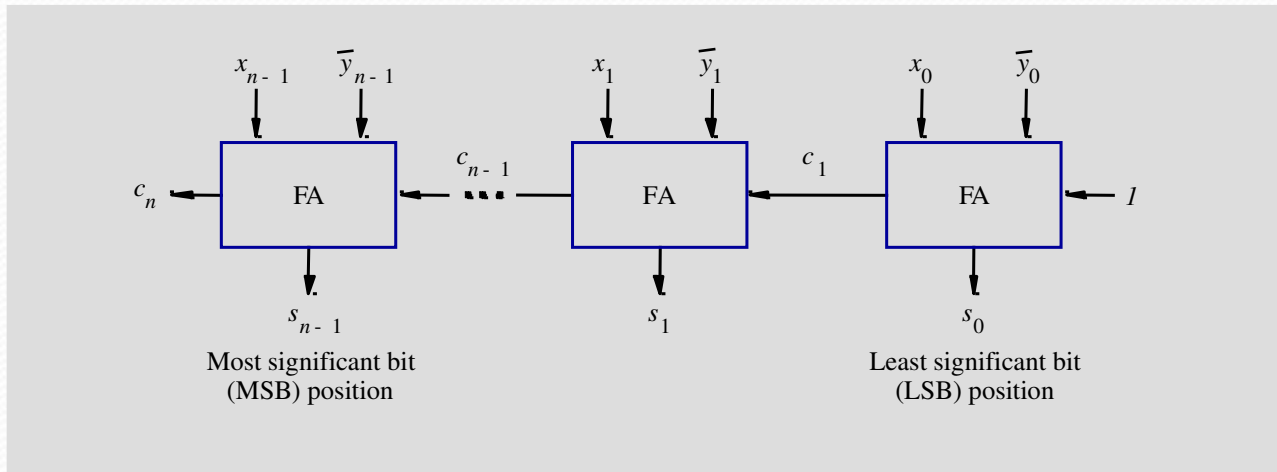 x_{n-1} ȳ_{n-1} x_1 ȳ_1 x_0 ȳ_0
c_n FA c_{n-1} FA c_1 FA 1
s_{n-1} s_1 s_0
Most significant bit Least significant bit
(MSB) position (LSB) position